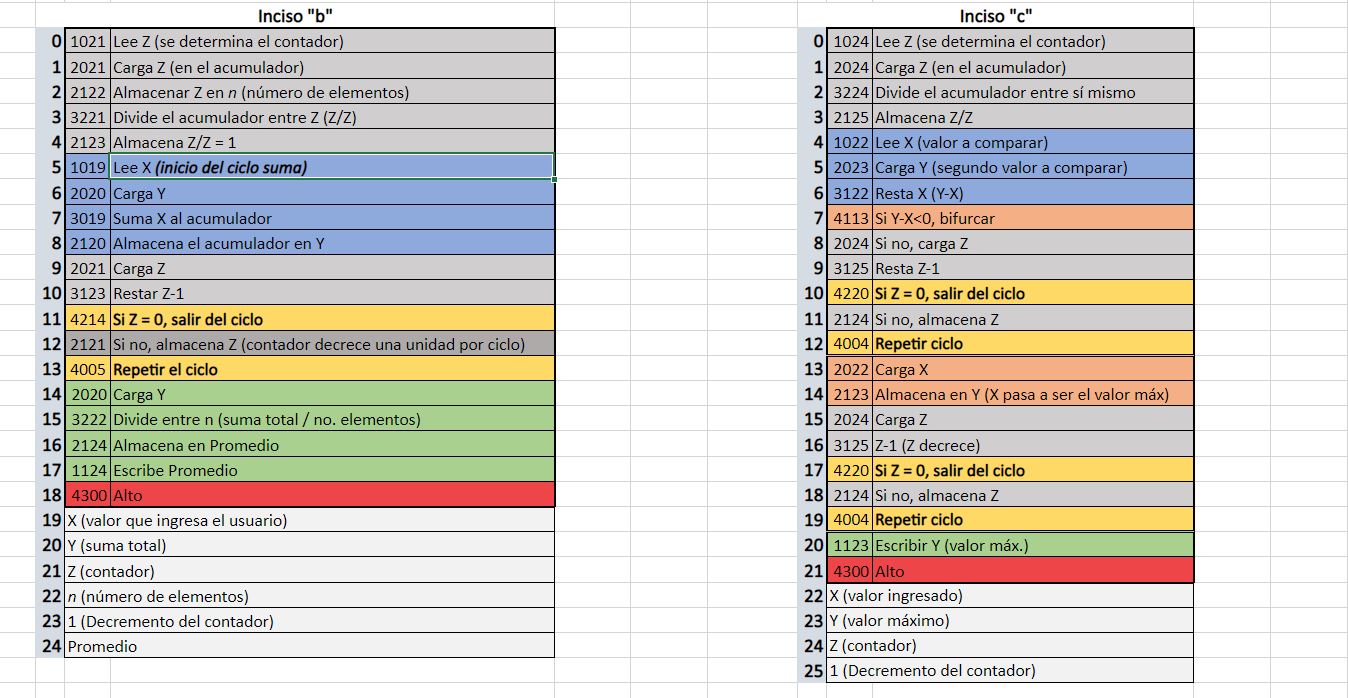 Inciso "b"
0 1021 Lee Z (se determina el contador)
1 2021 Carga Z (en el acumulador)
2 2122 Almacenar Z en n (número de elementos)
3 3221 Divide el acumulador entre Z (Z/Z)
4 2123 Almacena Z/Z = 1
5 1019 Lee X (inicio del ciclo suma)
6 2020 Carga Y
7 3019 Suma X al acumulador
8 2120 Almacena el acumulador en Y
9 2021 Carga Z
10 3123 Restar Z-1
11 4214 Si Z = 0, salir del ciclo
12 2121 Si no, almacena Z (contador decrece una unidad por ciclo)
13 4005 Repetir el ciclo
14 2020 Carga Y
15 3222 Divide entre n (suma total / no. elementos)
16 2124 Almacena en Promedio
17 1124 Escribe Promedio
18 4300 Alto
19 X (valor que ingresa el usuario)
20 Y (suma total)
21 Z (contador)
22 n (número de elementos)
23 1 (Decremento del contador)
24 Promedio
Inciso "c"
0 1024 Lee Z (se determina el contador)
1 2024 Carga Z (en el acumulador)
2 3224 Divide el acumulador entre sí mismo
3 2125 Almacena Z/Z
4 1022 Lee X (valor a comparar)
5 2023 Carga Y (segundo valor a comparar)
6 3122 Resta X (Y-X)
7 4113 Si Y-X<0, bifurcar
8 2024 Si no, carga Z
9 3125 Resta Z-1
10 4220 Si Z = 0, salir del ciclo
11 2124 Si no, almacena Z
12 4004 Repetir ciclo
13 2022 Carga X
14 2123 Almacena en Y (X pasa a ser el valor máx)
15 2024 Carga Z
16 3125 Z-1 (Z decrece)
17 4220 Si Z = 0, salir del ciclo
18 2124 Si no, almacena Z
19 4004 Repetir ciclo
20 1123 Escribir Y (valor máx.)
21 4300 Alto
22 X (valor ingresado)
23 Y (valor máximo)
24 Z (contador)
25 1 (Decremento del contador)